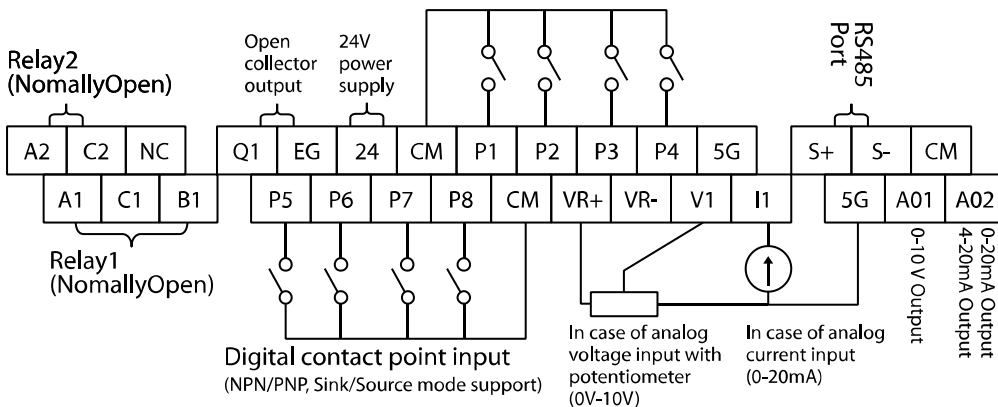 Relay2
(NomallyOpen)
Open
collector
output
24V
power
supply
RS485
Port
A2 C2 NC
Q1 EG 24 CM P1 P2 P3 P4 5G
S+ S- CM
A1 C1 B1
P5 P6 P7 P8 CM VR+ VR- V1 I1
5G A01 A02
Relay1
(NomallyOpen)
Digital contact point input
(NPN/PNP, Sink/Source mode support)
In case of analog
voltage input with
potentiometer
(0V-10V)
In case of analog
current input
(0-20mA)
0-10 V Output
0-20mA Output
4-20mA Output